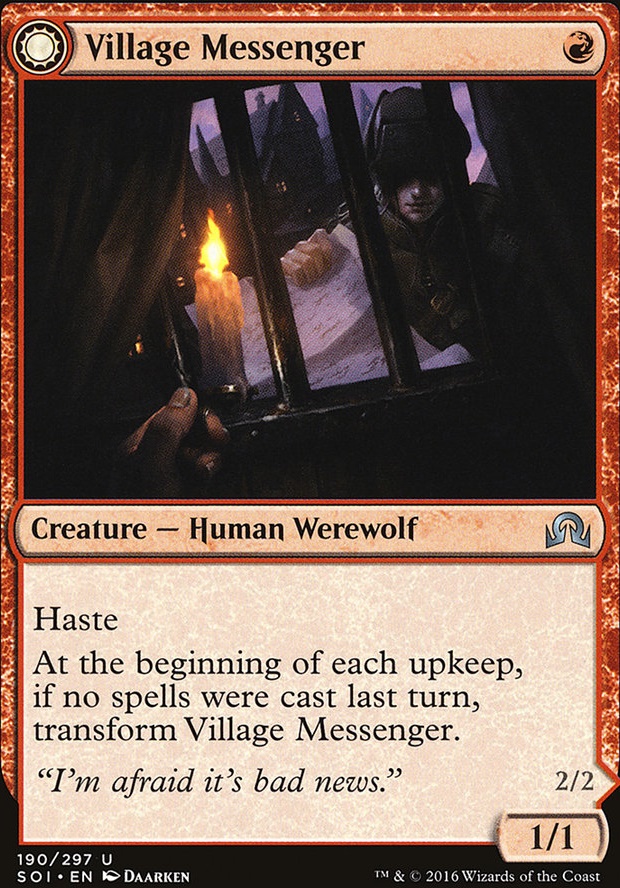 Village Messenger
Creature — Human Werewolf
Haste
At the beginning of each upkeep,
if no spells were cast last turn,
transform Village Messenger.
“I’m afraid it’s bad news.”
2/2
1/1
190/297 U
SOI • EN DAARKEN
™ & © 2016 Wizards of the Coast